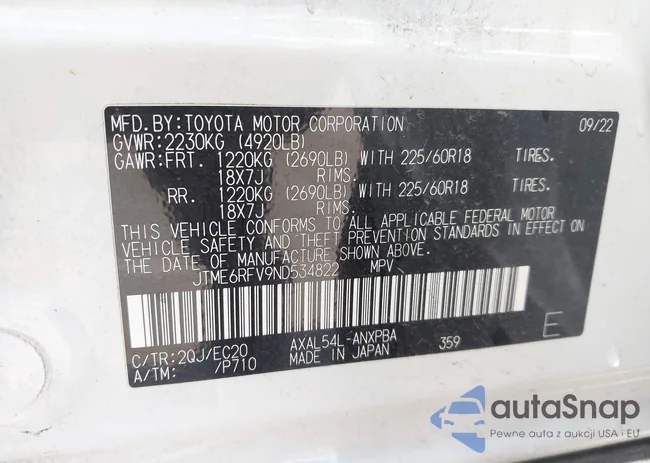 MFD.BY:TOYOTA MOTOR CORPORATION 09/22
GVWR:2230KG (4920LB)
GAWR:FRT. 1220KG (2690LB) WITH 225/60R18 TIRES.
18X7J RIMS.
RR. 1220KG (2690LB) WITH 225/60R18 TIRES.
18X7J RIMS.
THIS VEHICLE CONFORMS TO ALL APPLICABLE FEDERAL MOTOR
VEHICLE SAFETY AND THEFT PREVENTION STANDARDS IN EFFECT ON
THE DATE OF MANUFACTURE SHOWN ABOVE.
JTME6RFV9ND534822 MPV
C/TR:2QJ/EC20 AXAL54L-ANXPBA 359 E
A/TM: /P710 MADE IN JAPAN
autaSnap
Pewne auta z aukcji USA i EU